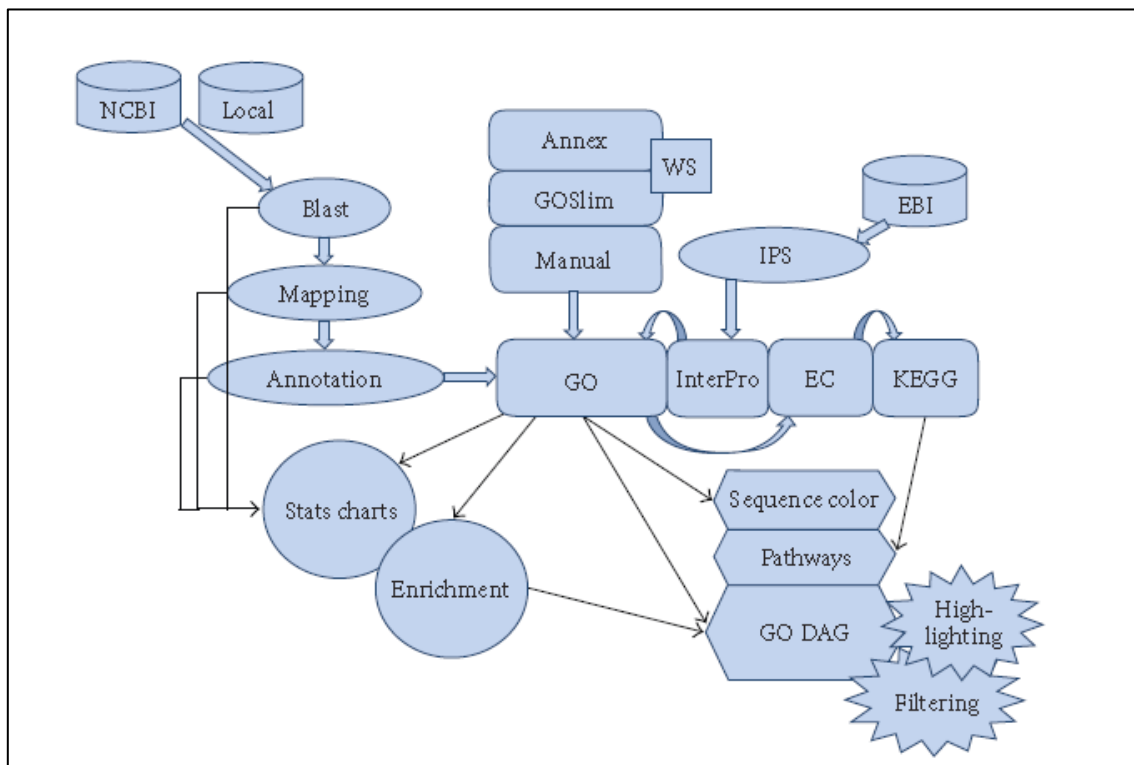 NCBI
Local
Annex
WS
GOSlim
EBI
Blast
Manual
IPS
Mapping
Annotation
GO
InterPro
EC
KEGG
Sequence color
Stats charts
Pathways
Enrichment
High-
lighting
GO DAG
Filtering